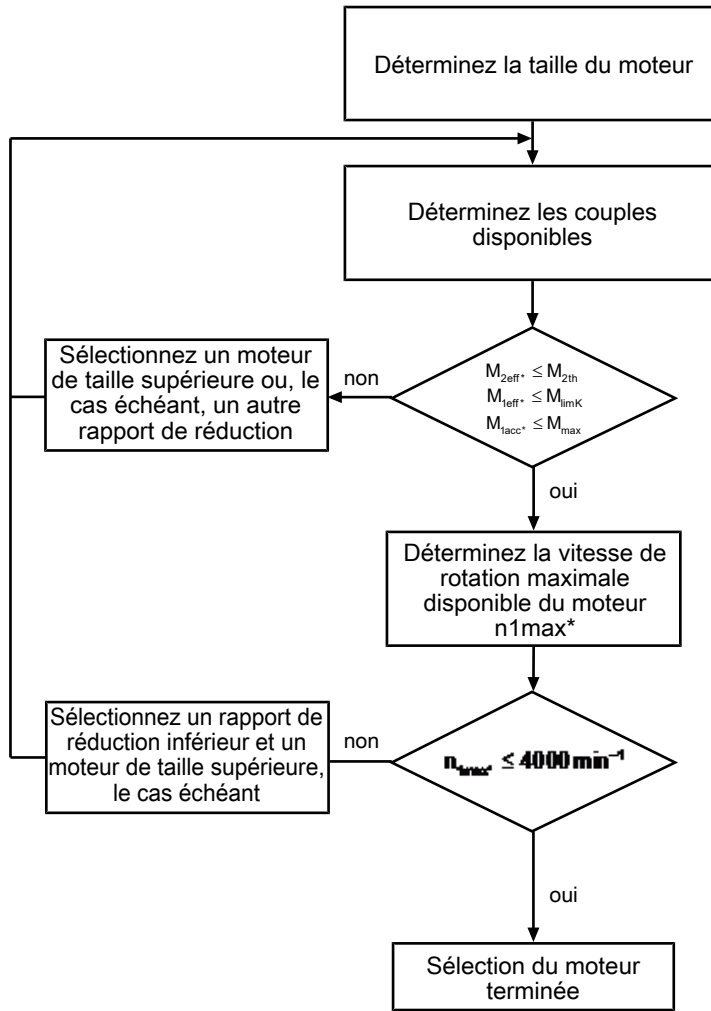 Déterminez la taille du moteur
Déterminez les couples
disponibles
Sélectionnez un moteur
de taille supérieure ou, le
cas échéant, un autre
rapport de réduction
non
M2eff* ≤ M2th
M1eff* ≤ MlimK
M1acc* ≤ Mmax
oui
Déterminez la vitesse de
rotation maximale
disponible du moteur
n1max*
Sélectionnez un rapport de
réduction inférieur et un
moteur de taille supérieure,
le cas échéant
non
n1max* ≤ 4000 min⁻¹
oui
Sélection du moteur
terminée